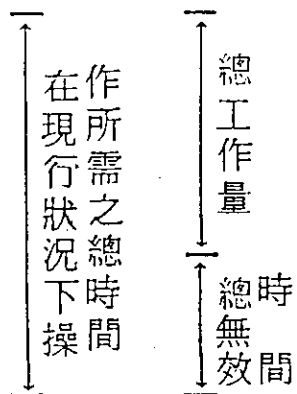 總工作量
總無效
時間
在現行狀況下操
作所需之總時間